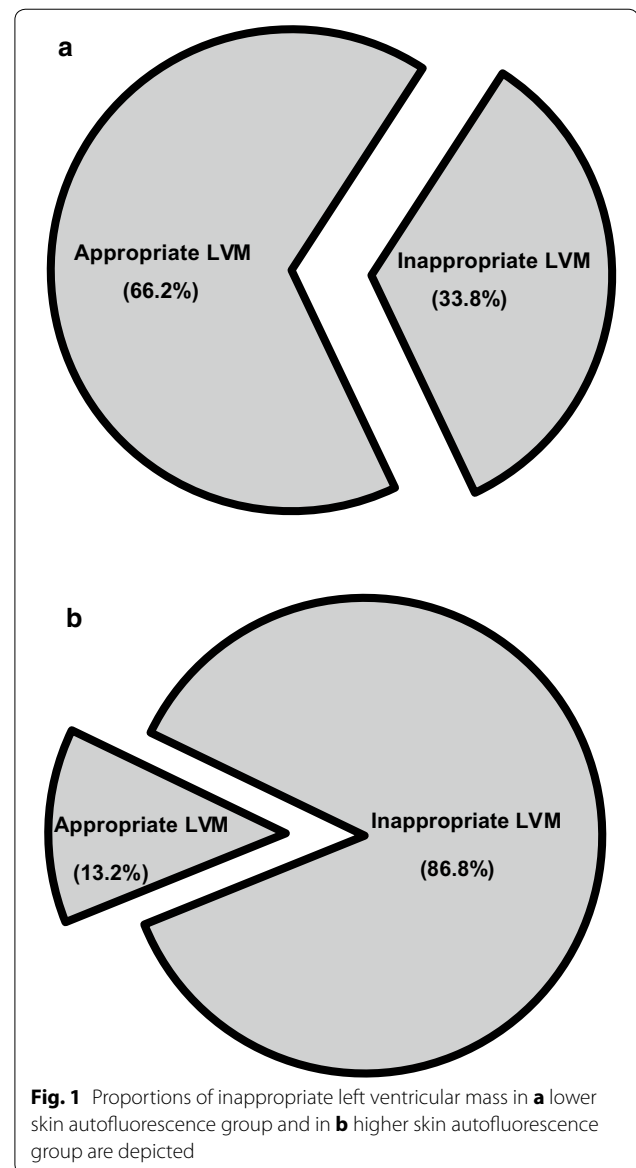 a
Appropriate LVM
(66.2%)
Inappropriate LVM
(33.8%)
b
Appropriate LVM
(13.2%)
Inappropriate LVM
(86.8%)
Fig. 1 Proportions of inappropriate left ventricular mass in a lower
skin autofluorescence group and in b higher skin autofluorescence
group are depicted